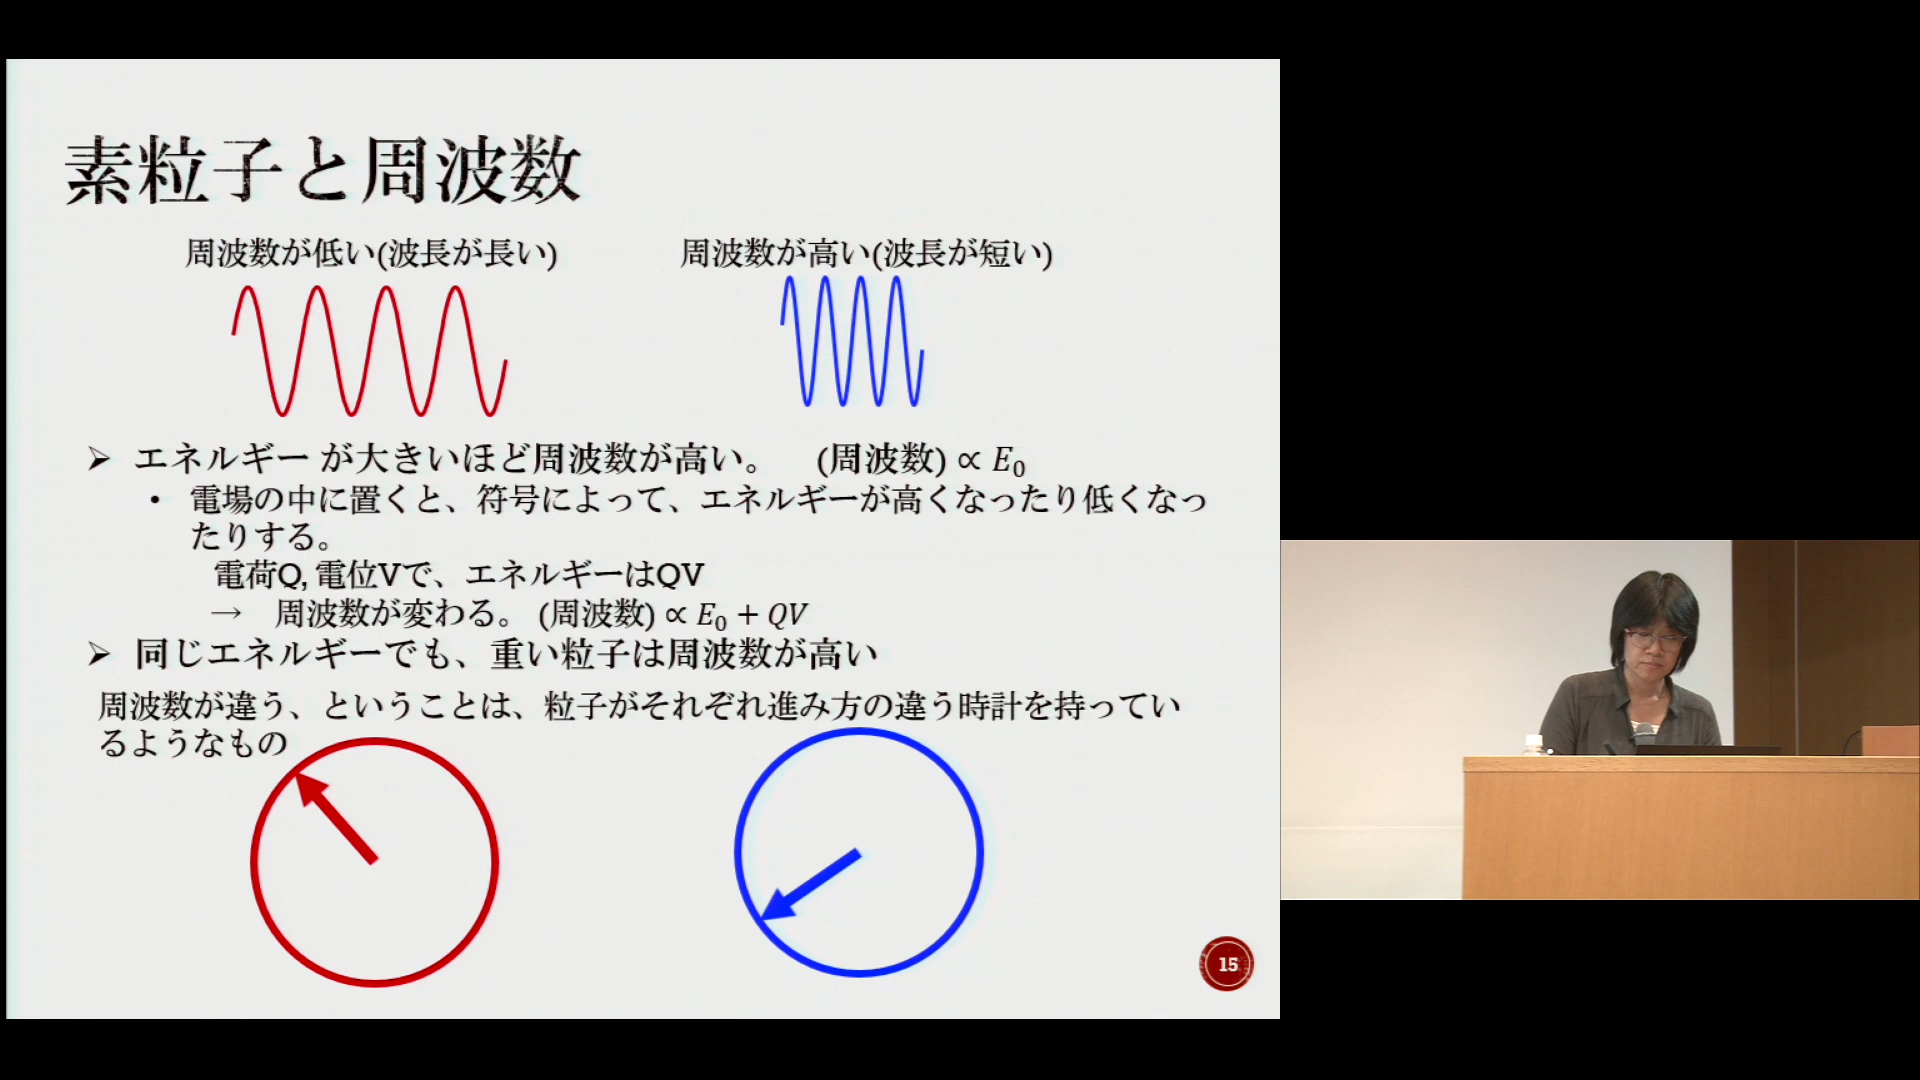 素粒子と周波数
周波数が低い(波長が長い)
周波数が高い(波長が短い)
➢ エネルギー が大きいほど周波数が高い。 (周波数) ∝ E₀
• 電場の中に置くと、符号によって、エネルギーが高くなったり低くなっ
たりする。
電荷Q, 電位Vで、エネルギーはQV
→ 周波数が変わる。 (周波数) ∝ E₀ + QV
➢ 同じエネルギーでも、重い粒子は周波数が高い
周波数が違う、ということは、粒子がそれぞれ進み方の違う時計を持ってい
るようなもの
15